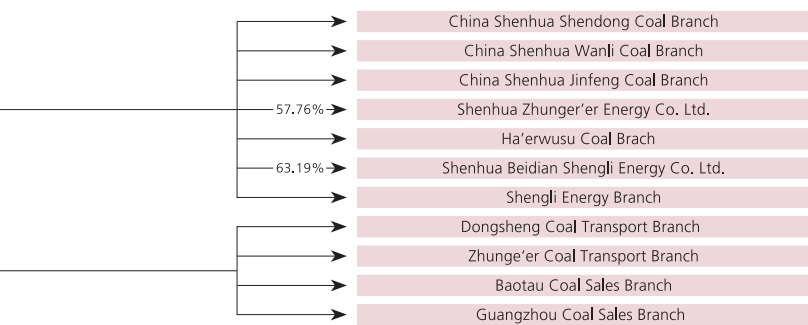 China Shenhua Shendong Coal Branch
China Shenhua Wanli Coal Branch
China Shenhua Jinfeng Coal Branch
57.76% Shenhua Zhunger’er Energy Co. Ltd.
Ha’erwusu Coal Brach
63.19% Shenhua Beidian Shengli Energy Co. Ltd.
Shengli Energy Branch
Dongsheng Coal Transport Branch
Zhunge’er Coal Transport Branch
Baotau Coal Sales Branch
Guangzhou Coal Sales Branch